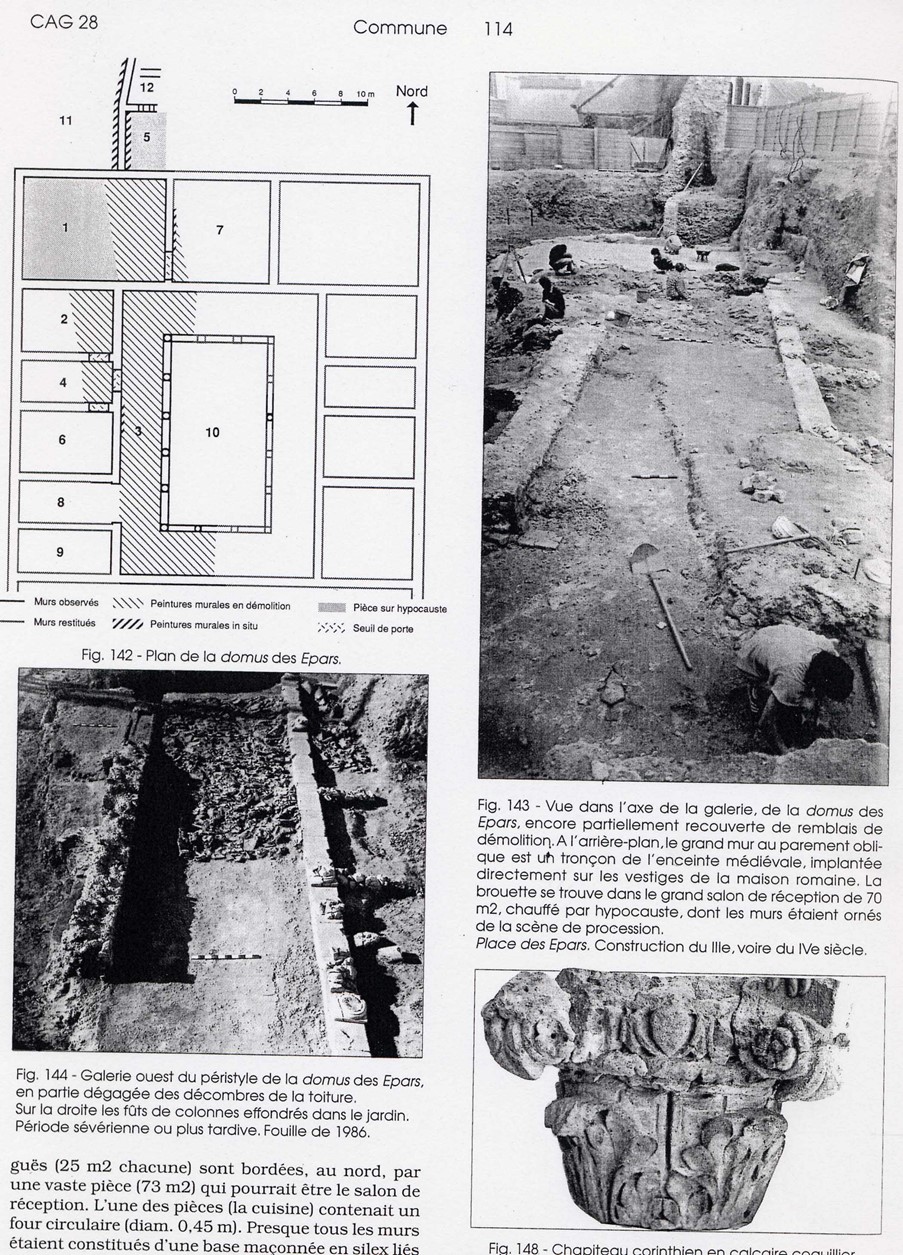 CAG 28
Commune 114
0 2 4 6 8 10 m
Nord
12
11
5
1
7
2
4
3
10
6
8
9
Murs observés
Peintures murales en démolition
Pièce sur hypocauste
Murs restitués
Peintures murales in situ
Seuil de porte
Fig. 142 - Plan de la domus des Epars.
Fig. 144 - Galerie ouest du péristyle de la domus des Epars,
en partie dégagée des décombres de la toiture.
Sur la droite les fûts de colonnes effondrés dans le jardin.
Période sévérienne ou plus tardive. Fouille de 1986.
guës (25 m2 chacune) sont bordées, au nord, par
une vaste pièce (73 m2) qui pourrait être le salon de
réception. L'une des pièces (la cuisine) contenait un
four circulaire (diam. 0,45 m). Presque tous les murs
étaient constitués d'une base maçonnée en silex liés
Fig. 143 - Vue dans l'axe de la galerie, de la domus des
Epars, encore partiellement recouverte de remblais de
démolition. A l'arrière-plan, le grand mur au parement obli-
que est un tronçon de l'enceinte médiévale, implantée
directement sur les vestiges de la maison romaine. La
brouette se trouve dans le grand salon de réception de 70
m2, chauffé par hypocauste, dont les murs étaient ornés
de la scène de procession.
Place des Epars. Construction du IIIe, voire du IVe siècle.
Fig. 148 - Chapiteau corinthien en calcaire coquillier